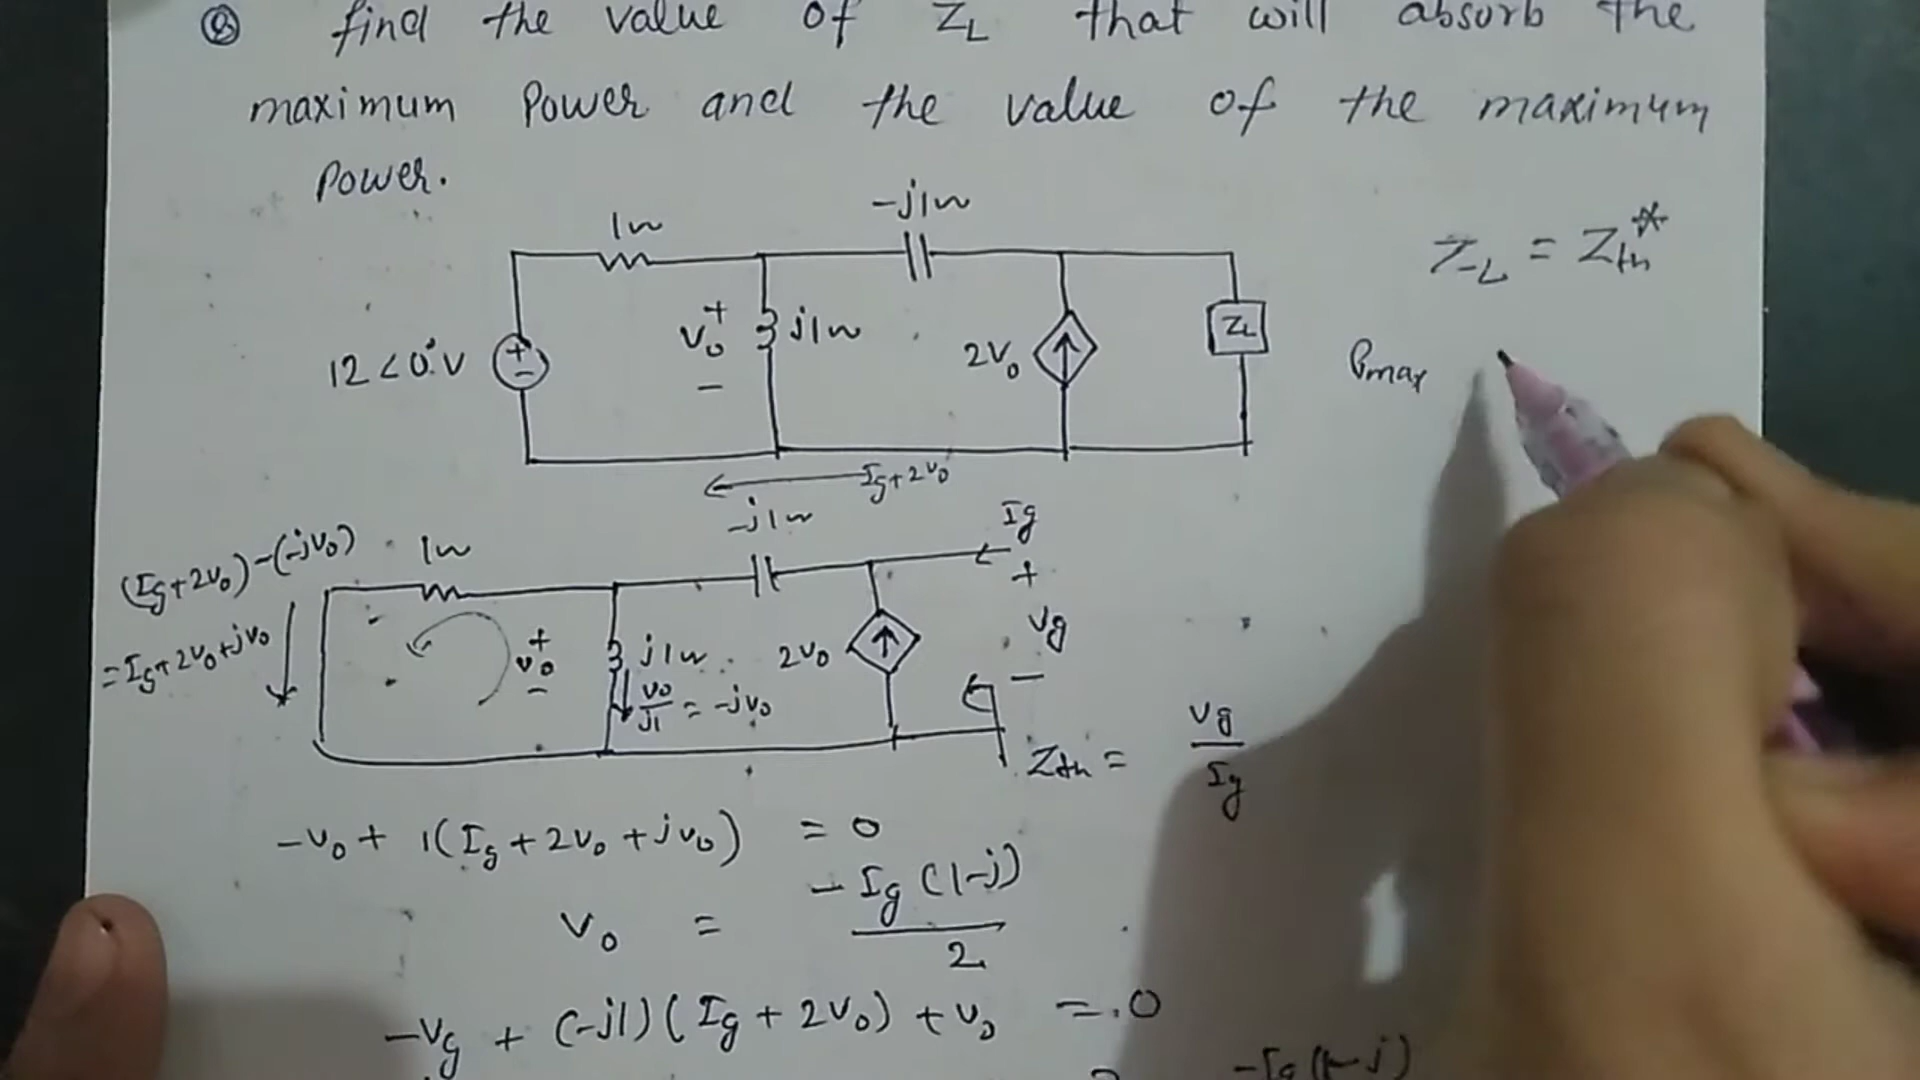 Q find the value of ZL that will absorb the
maximum Power and the value of the maximum
Power.
1Ω
-j1Ω
ZL = Zth*
12<0°V
+
-
+
V0
-
j1Ω
2V0
ZL
Pmax
Ig+2V0
-j1Ω
Ig
(Ig+2V0)-(-jV0)
= Ig+2V0+jV0
1Ω
+
V0
-
j1Ω
V0/j1 = -jV0
2V0
+
Vg
-
Zth = Vg/Ig
-V0 + 1(Ig + 2V0 + jV0) = 0
V0 = -Ig (1-j)/2
-Vg + (-j1)(Ig + 2V0) + V0 = 0